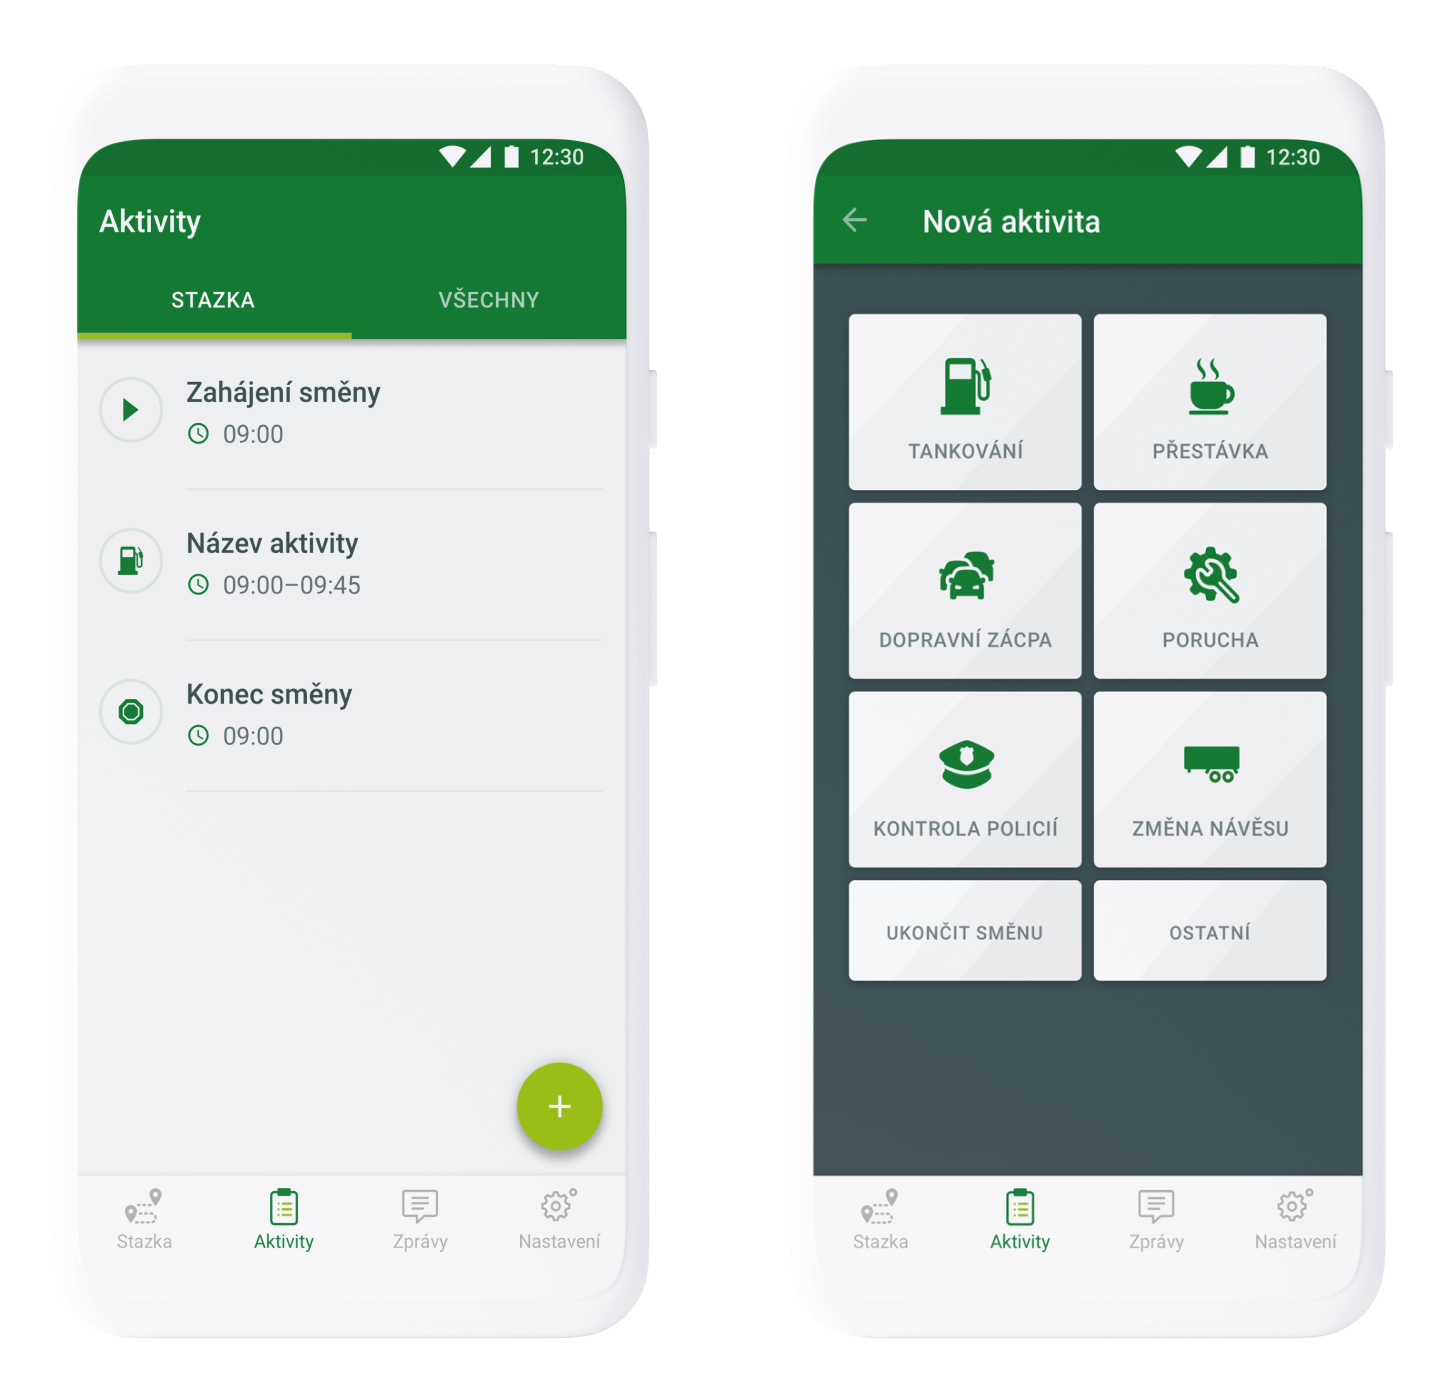 12:30
Aktivity
STAZKA VŠECHNY
Zahájení směny
09:00
Název aktivity
09:00–09:45
Konec směny
09:00
+
Stazka Aktivity Zprávy Nastavení
12:30
Nová aktivita
TANKOVÁNÍ PŘESTÁVKA
DOPRAVNÍ ZÁCPA PORUCHA
KONTROLA POLICIÍ ZMĚNA NÁVĚSU
UKONČIT SMĚNU OSTATNÍ
Stazka Aktivity Zprávy Nastavení